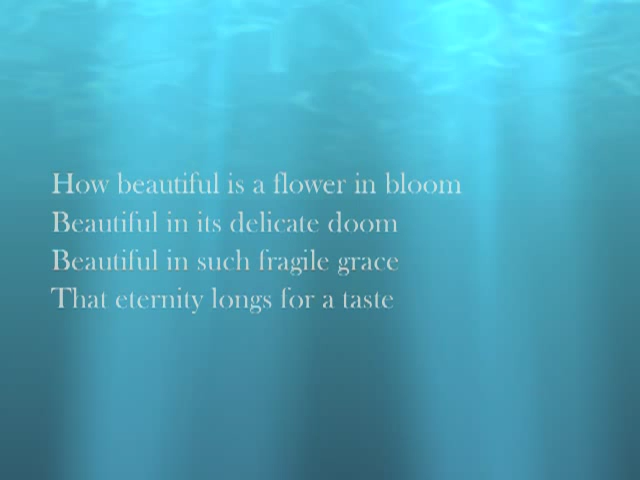 How beautiful is a flower in bloom
Beautiful in its delicate doom
Beautiful in such fragile grace
That eternity longs for a taste